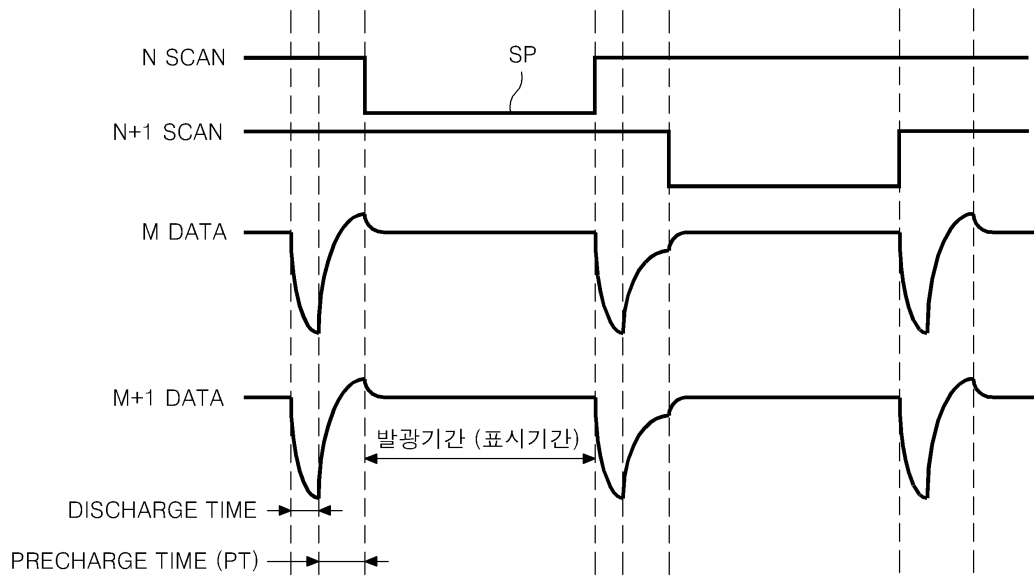 N SCAN
SP
N+1 SCAN
M DATA
M+1 DATA
발광기간 (표시기간)
DISCHARGE TIME
PRECHARGE TIME (PT)